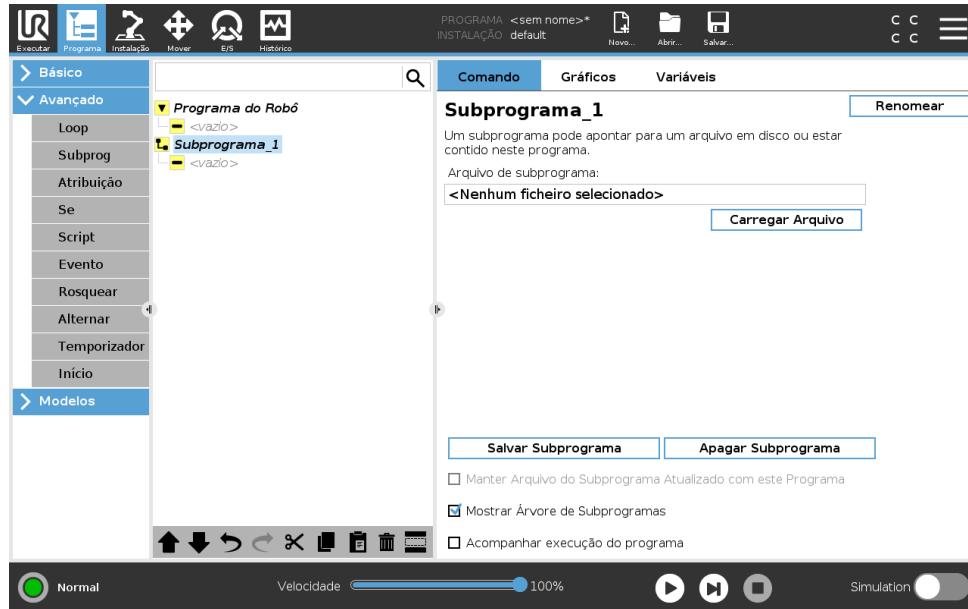 UR
PROGRAMA <sem nome>*
INSTALAÇÃO default
C C
C C
Executar Programa Instalação Mover E/S Histórico Novo... Abrir... Salvar...
Básico
Avançado
Loop
Subprog
Atribuição
Se
Script
Evento
Rosquear
Alternar
Temporizador
Início
Modelos
Programa do Robô
<vazio>
Subprograma_1
<vazio>
Comando Gráficos Variáveis
Subprograma_1
Renomear
Um subprograma pode apontar para um arquivo em disco ou estar
contido neste programa.
Arquivo de subprograma:
<Nenhum ficheiro selecionado>
Carregar Arquivo
Salvar Subprograma Apagar Subprograma
Manter Arquivo do Subprograma Atualizado com este Programa
Mostrar Árvore de Subprogramas
Acompanhar execução do programa
Normal Velocidade 100% Simulation